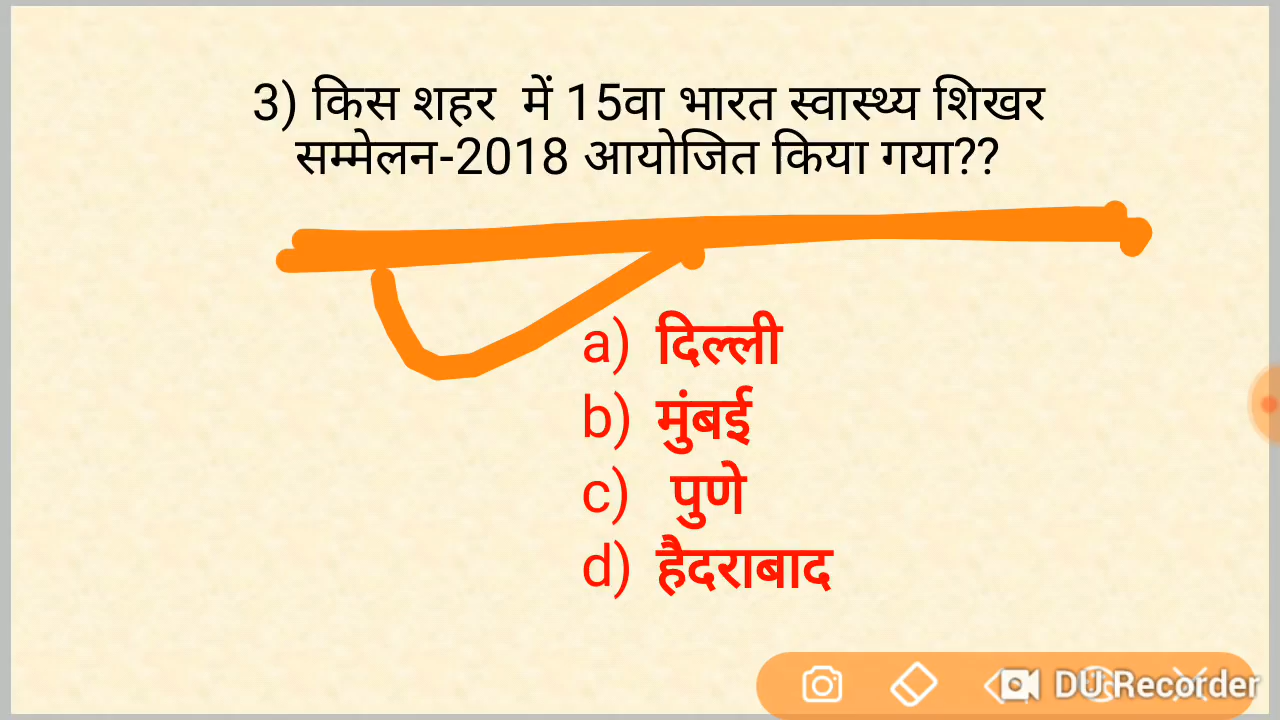 3) किस शहर में 15वा भारत स्वास्थ्य शिखर
सम्मेलन-2018 आयोजित किया गया??
a) दिल्ली
b) मुंबई
c) पुणे
d) हैदराबाद
DU Recorder